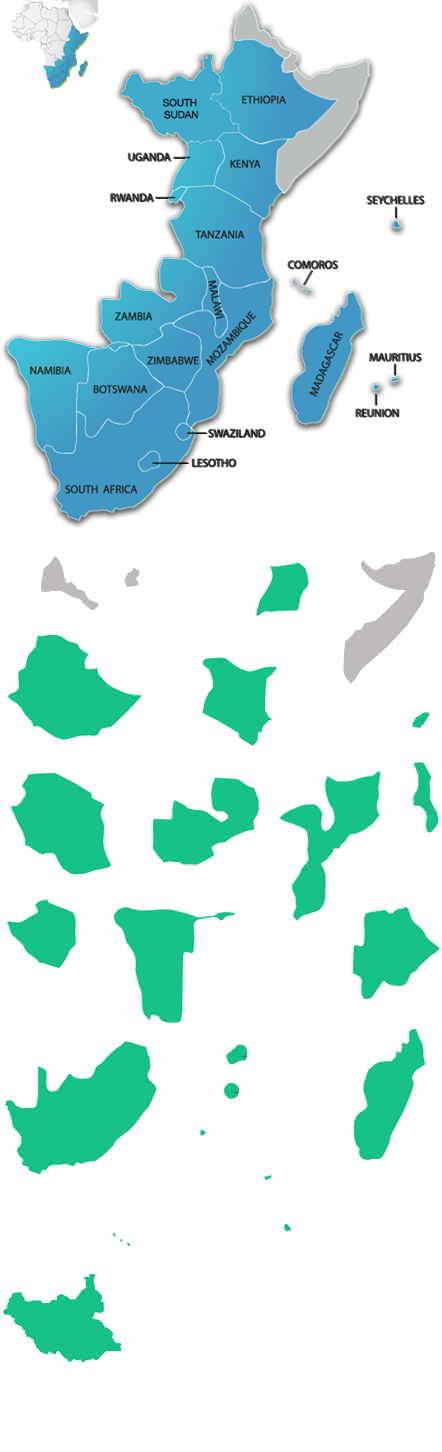 ETHIOPIA
SOUTH
SUDAN
UGANDA
KENYA
RWANDA
SEYCHELLES
TANZANIA
COMOROS
MALAWI
ZAMBIA
MOZAMBIQUE
MADAGASCAR
ZIMBABWE
MAURITIUS
NAMIBIA
BOTSWANA
REUNION
SWAZILAND
LESOTHO
SOUTH AFRICA